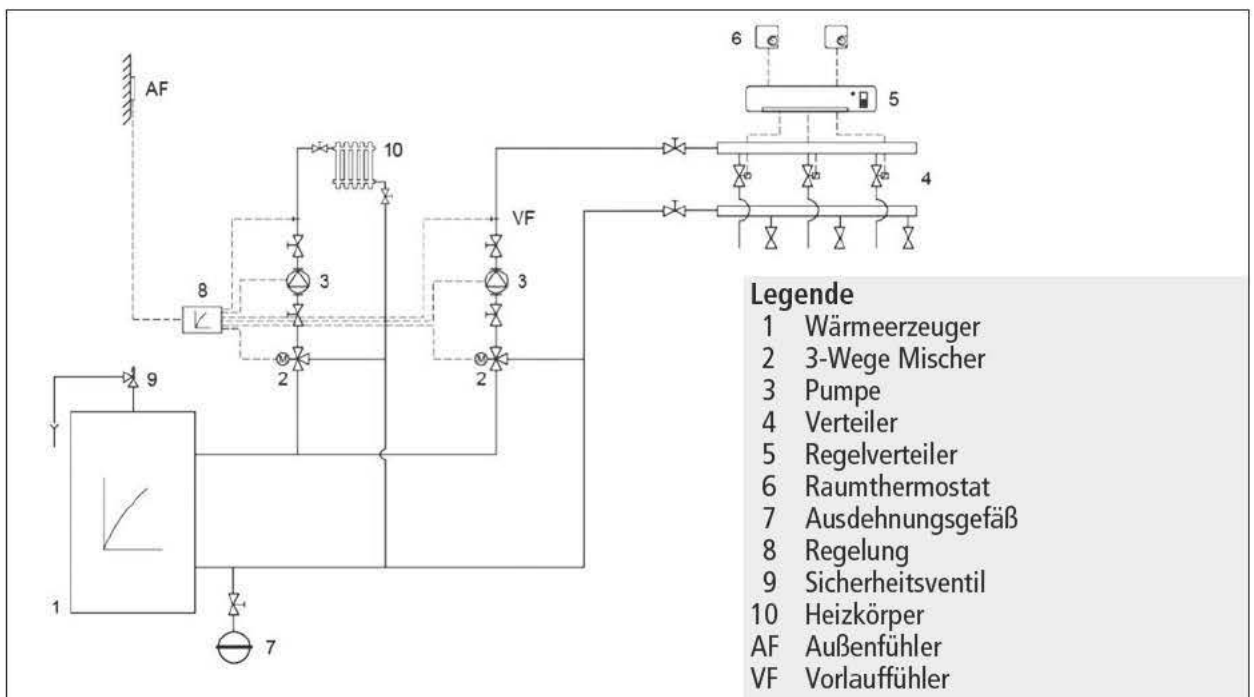 6
AF
5
10
4
VF
3
3
8
2
2
9
1
7
M
M
Legende
1 Wärmeerzeuger
2 3-Wege Mischer
3 Pumpe
4 Verteiler
5 Regelverteiler
6 Raumthermostat
7 Ausdehnungsgefäß
8 Regelung
9 Sicherheitsventil
10 Heizkörper
AF Außenfühler
VF Vorlauffühler